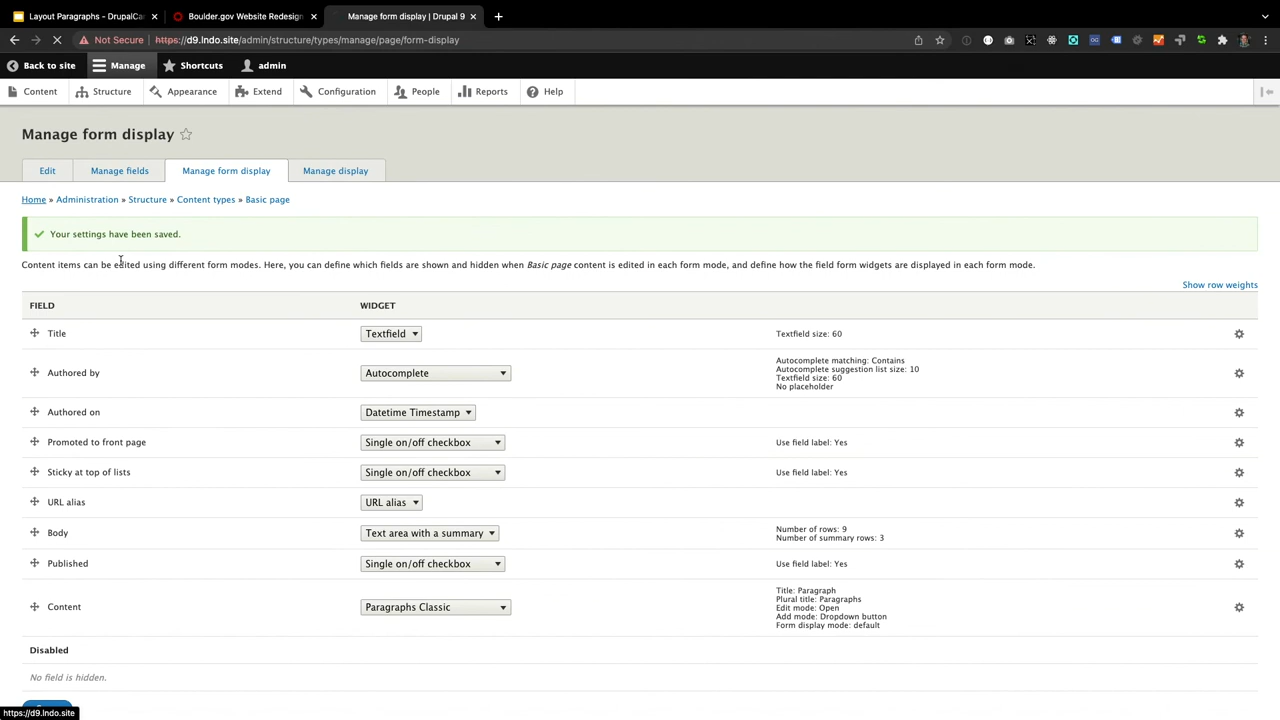 Layout Paragraphs - DrupalCa
Boulder.gov Website Redesign
Manage form display | Drupal 9
Not Secure
https://d9.lndo.site/admin/structure/types/manage/page/form-display
Back to site
Manage
Shortcuts
admin
Content
Structure
Appearance
Extend
Configuration
People
Reports
Help
Manage form display
Edit
Manage fields
Manage form display
Manage display
Home » Administration » Structure » Content types » Basic page
Your settings have been saved.
Content items can be edited using different form modes. Here, you can define which fields are shown and hidden when Basic page content is edited in each form mode, and define how the field form widgets are displayed in each form mode.
Show row weights
FIELD WIDGET
Title
Textfield
Textfield size: 60
Authored by
Autocomplete
Autocomplete matching: Contains
Autocomplete suggestion list size: 10
Textfield size: 60
No placeholder
Authored on
Datetime Timestamp
Promoted to front page
Single on/off checkbox
Use field label: Yes
Sticky at top of lists
Single on/off checkbox
Use field label: Yes
URL alias
URL alias
Body
Text area with a summary
Number of rows: 9
Number of summary rows: 3
Published
Single on/off checkbox
Use field label: Yes
Content
Paragraphs Classic
Title: Paragraph
Plural title: Paragraphs
Edit mode: Open
Add mode: Dropdown button
Form display mode: default
Disabled
No field is hidden.
https://d9.lndo.site